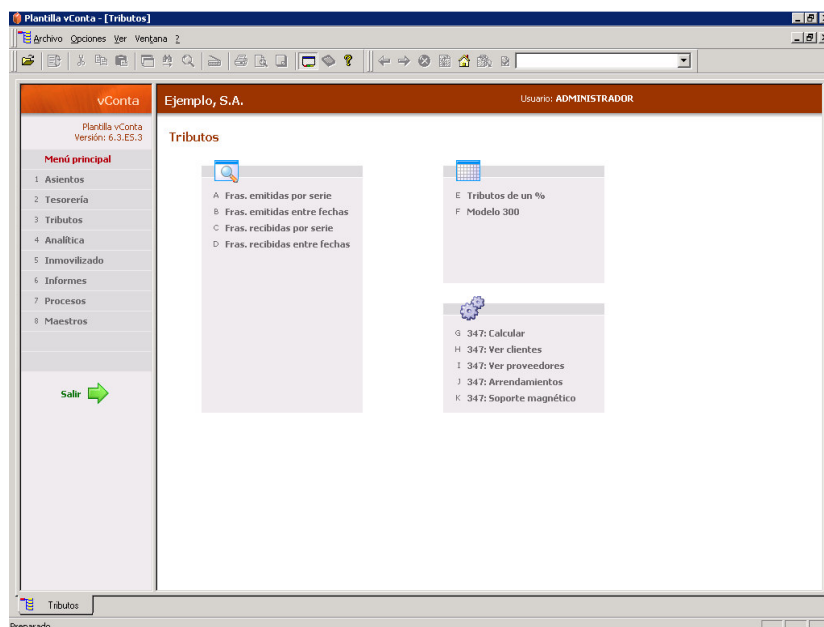 Plantilla vConta - [Tributos]
Archivo Opciones Ver Ventana ?
vConta
Ejemplo, S.A.
Usuario: ADMINISTRADOR
Plantilla vConta
Versión: 6.3.E5.3
Menú principal
1 Asientos
2 Tesorería
3 Tributos
4 Analítica
5 Inmovilizado
6 Informes
7 Procesos
8 Maestros
Salir
Tributos
A Fras. emitidas por serie
B Fras. emitidas entre fechas
C Fras. recibidas por serie
D Fras. recibidas entre fechas
E Tributos de un %
F Modelo 300
G 347: Calcular
H 347: Ver clientes
I 347: Ver proveedores
J 347: Arrendamientos
K 347: Soporte magnético
Tributos
Preparado